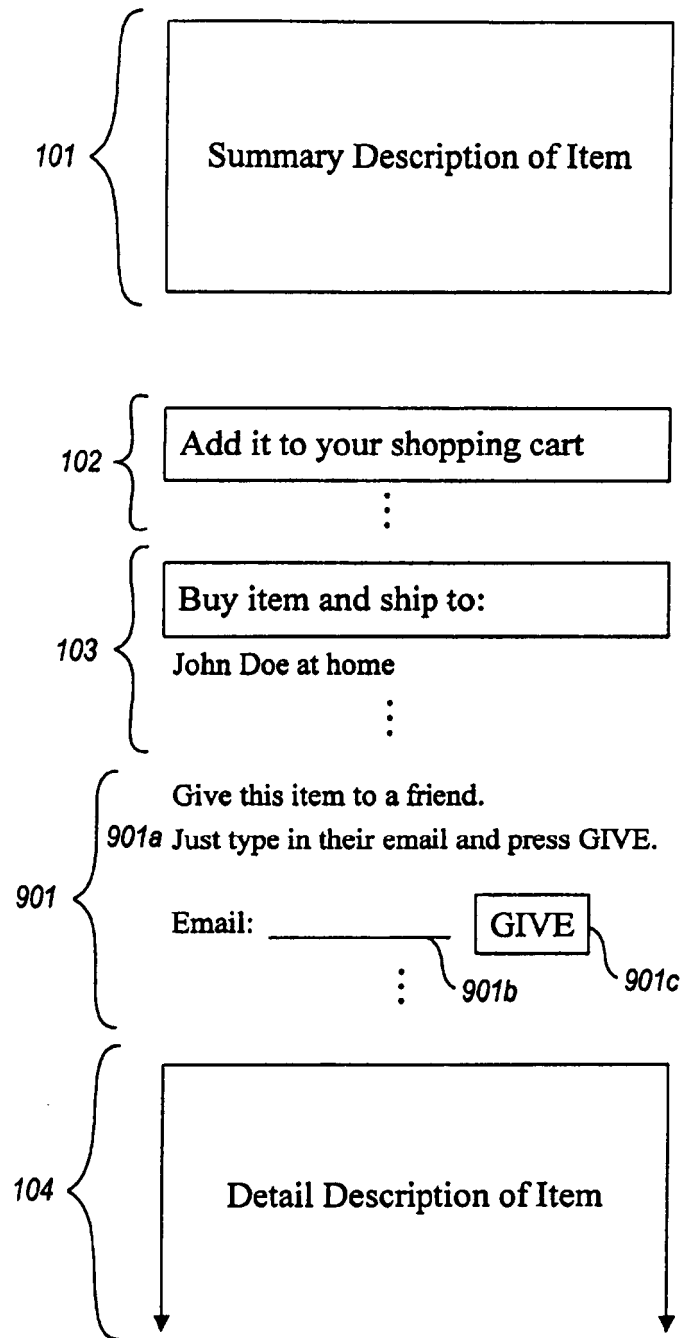 101
Summary Description of Item
102
Add it to your shopping cart
103
Buy item and ship to:
John Doe at home
901
Give this item to a friend.
901a Just type in their email and press GIVE.
Email: GIVE
901b
901c
104
Detail Description of Item